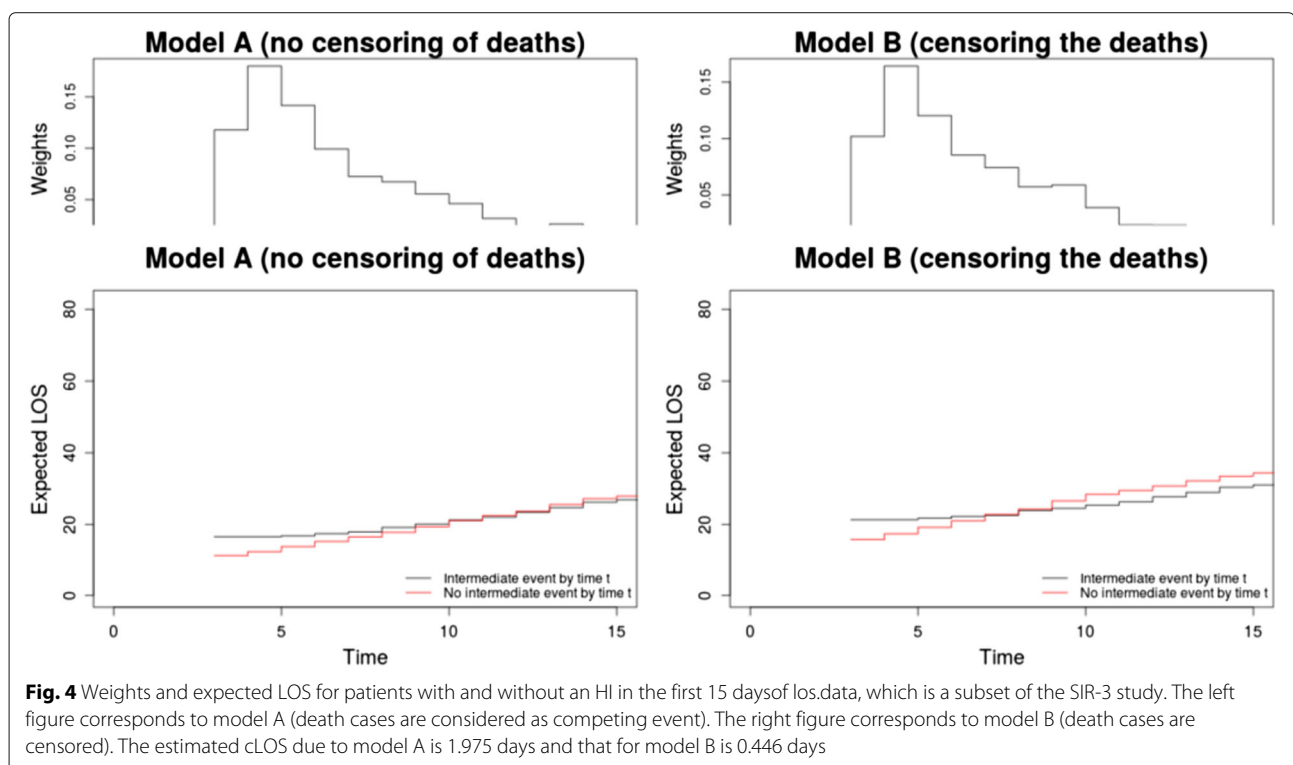 Model A (no censoring of deaths)
Weights
0.15
0.10
0.05
Model B (censoring the deaths)
Weights
0.15
0.10
0.05
Model A (no censoring of deaths)
Expected LOS
80
60
40
20
0
Intermediate event by time t
No intermediate event by time t
0 5 10 15
Time
Model B (censoring the deaths)
Expected LOS
80
60
40
20
0
Intermediate event by time t
No intermediate event by time t
0 5 10 15
Time
Fig. 4 Weights and expected LOS for patients with and without an HI in the first 15 daysof los.data, which is a subset of the SIR-3 study. The left
figure corresponds to model A (death cases are considered as competing event). The right figure corresponds to model B (death cases are
censored). The estimated cLOS due to model A is 1.975 days and that for model B is 0.446 days